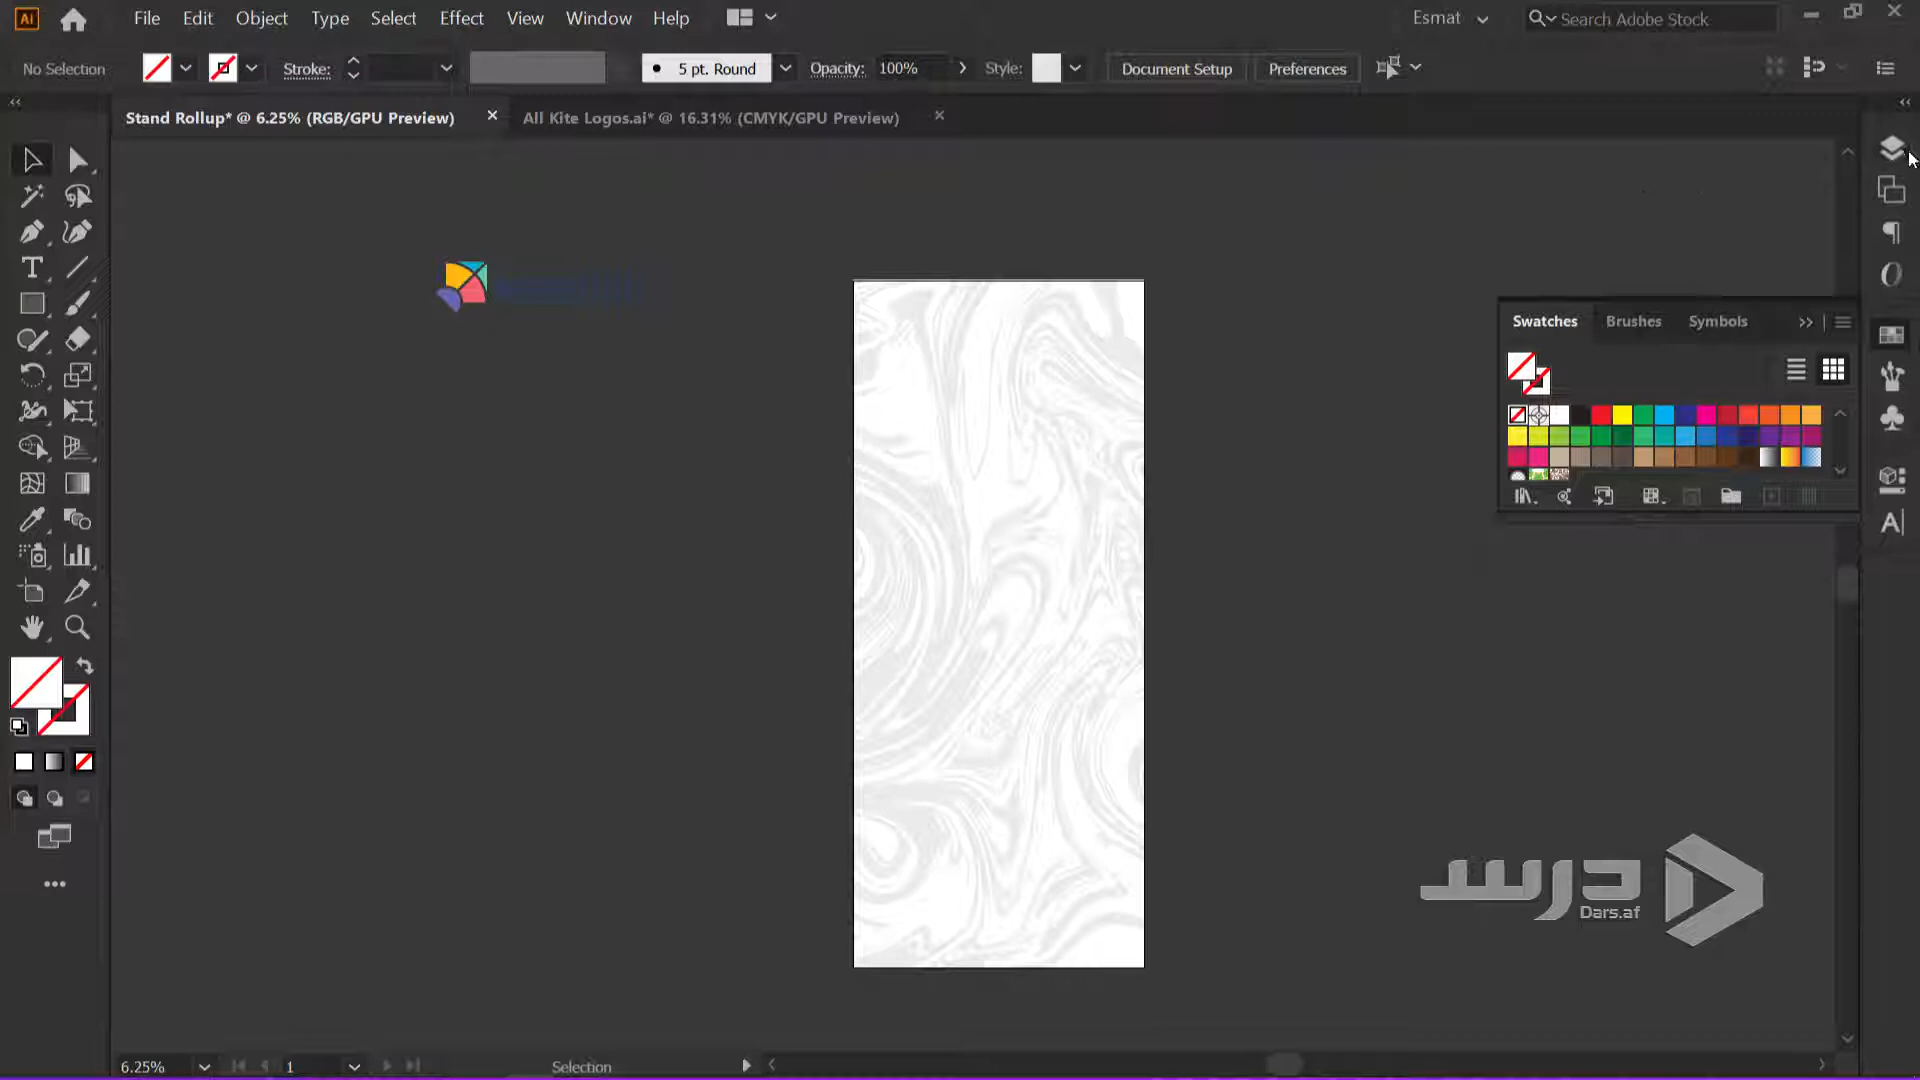 Ai File Edit Object Type Select Effect View Window Help Esmat Search Adobe Stock
No Selection Stroke: 5 pt. Round Opacity: 100% Style: Document Setup Preferences
Stand Rollup* @ 6.25% (RGB/GPU Preview) All Kite Logos.ai* @ 16.31% (CMYK/GPU Preview)
Swatches Brushes Symbols
درس
Dars.af
6.25% 1 Selection